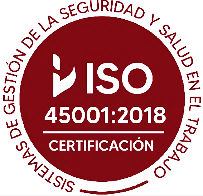 SISTEMAS DE GESTIÓN DE LA SEGURIDAD Y SALUD EN EL TRABAJO
ISO
45001:2018
CERTIFICACIÓN